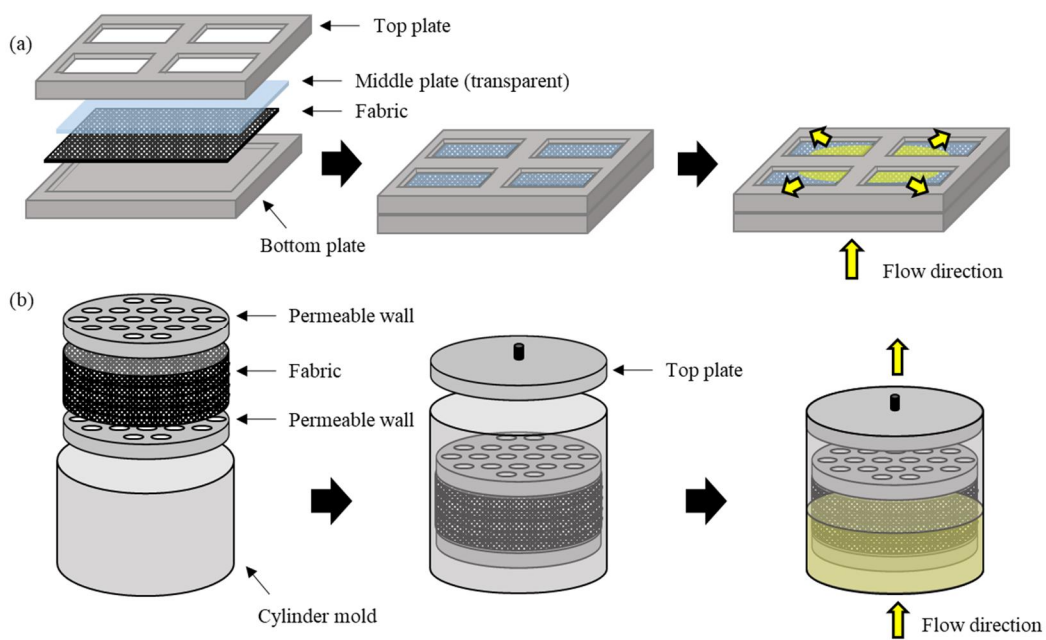 (a)
Top plate
Middle plate (transparent)
Fabric
Bottom plate
Flow direction
(b)
Permeable wall
Fabric
Permeable wall
Cylinder mold
Top plate
Flow direction